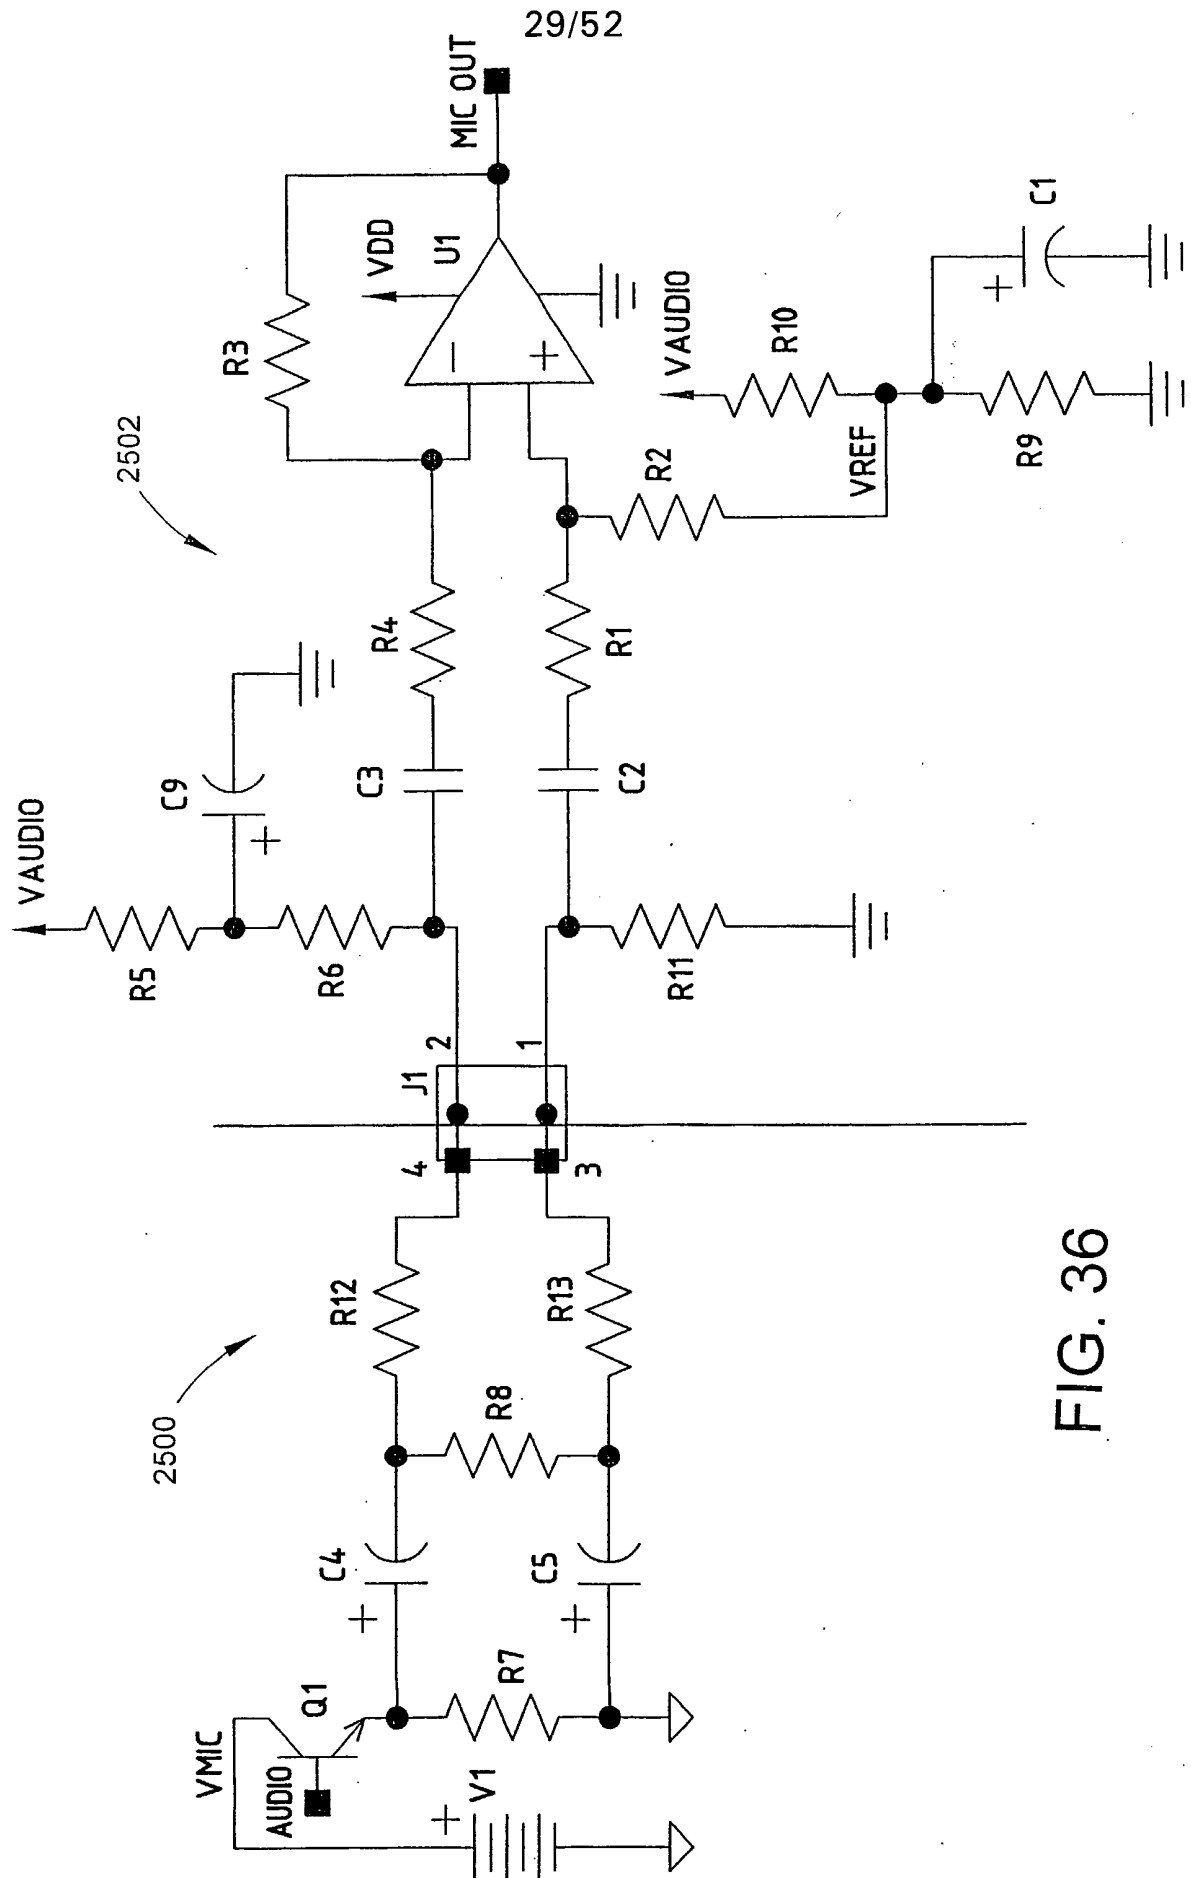 29/52
MIC OUT
VDD
U1
R3
C1
+
VAUDIO
R10
−
+
2502
R2
VREF
R9
R4
R1
C9
+
C3
C2
VAUDIO
R5
R6
R11
2
1
J1
4
3
R12
R13
2500
R8
C4
+
C5
+
R7
Q1
VMIC
AUDIO
+
V1
FIG. 36